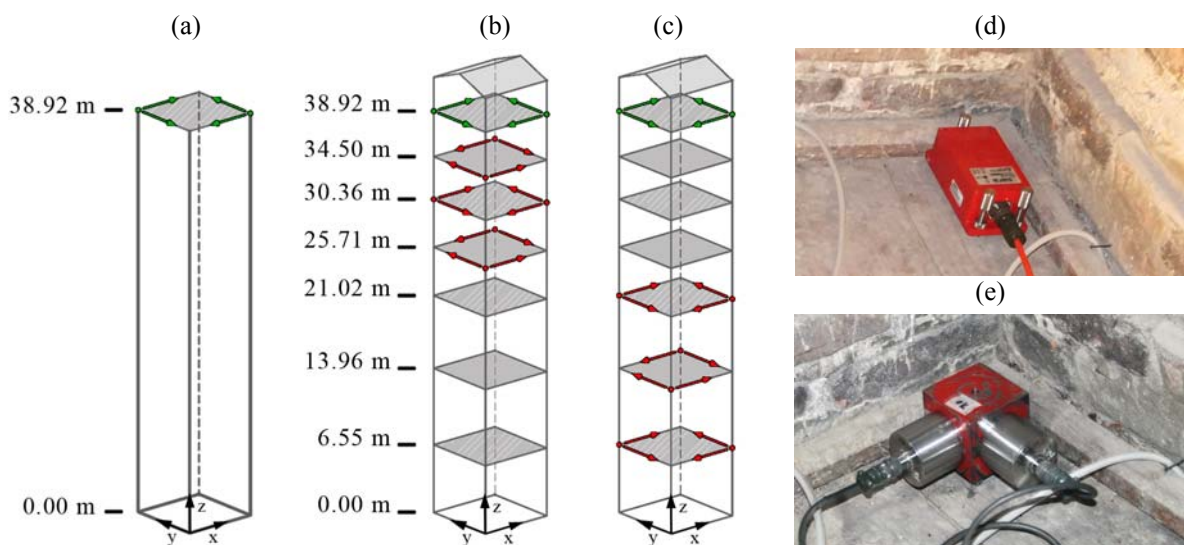 (a)
(b)
(c)
(d)
38.92 m
38.92 m
34.50 m
30.36 m
25.71 m
21.02 m
13.96 m
6.55 m
0.00 m
0.00 m
z
y
x
z
y
x
z
y
x
(e)